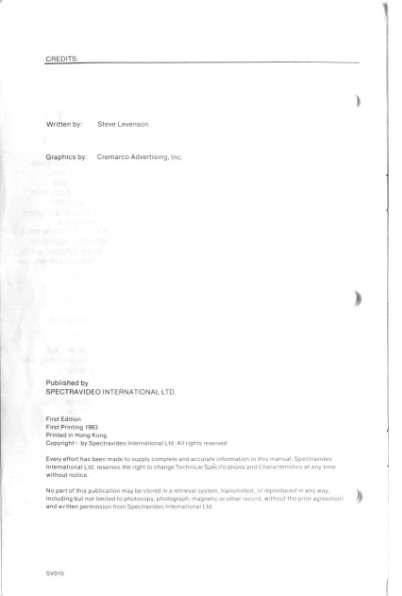 CREDITS:
Written by: Steve Levenson
Graphics by: Cremarco Advertising, Inc.
Published by
SPECTRAVIDEO INTERNATIONAL LTD.
First Edition
First Printing 1983
Printed in Hong Kong
Copyright© by Spectravideo International Ltd. All rights reserved
Every effort has been made to supply complete and accurate information in this manual. Spectravideo
International Ltd. reserves the right to change Technical Specifications and Characteristics at any time
without notice.
No part of this publication may be stored in a retrieval system, transmitted, or reproduced in any way,
including but not limited to photocopy, photograph, magnetic or other record, without the prior agreement
and written permission from Spectravideo International Ltd.
SV010